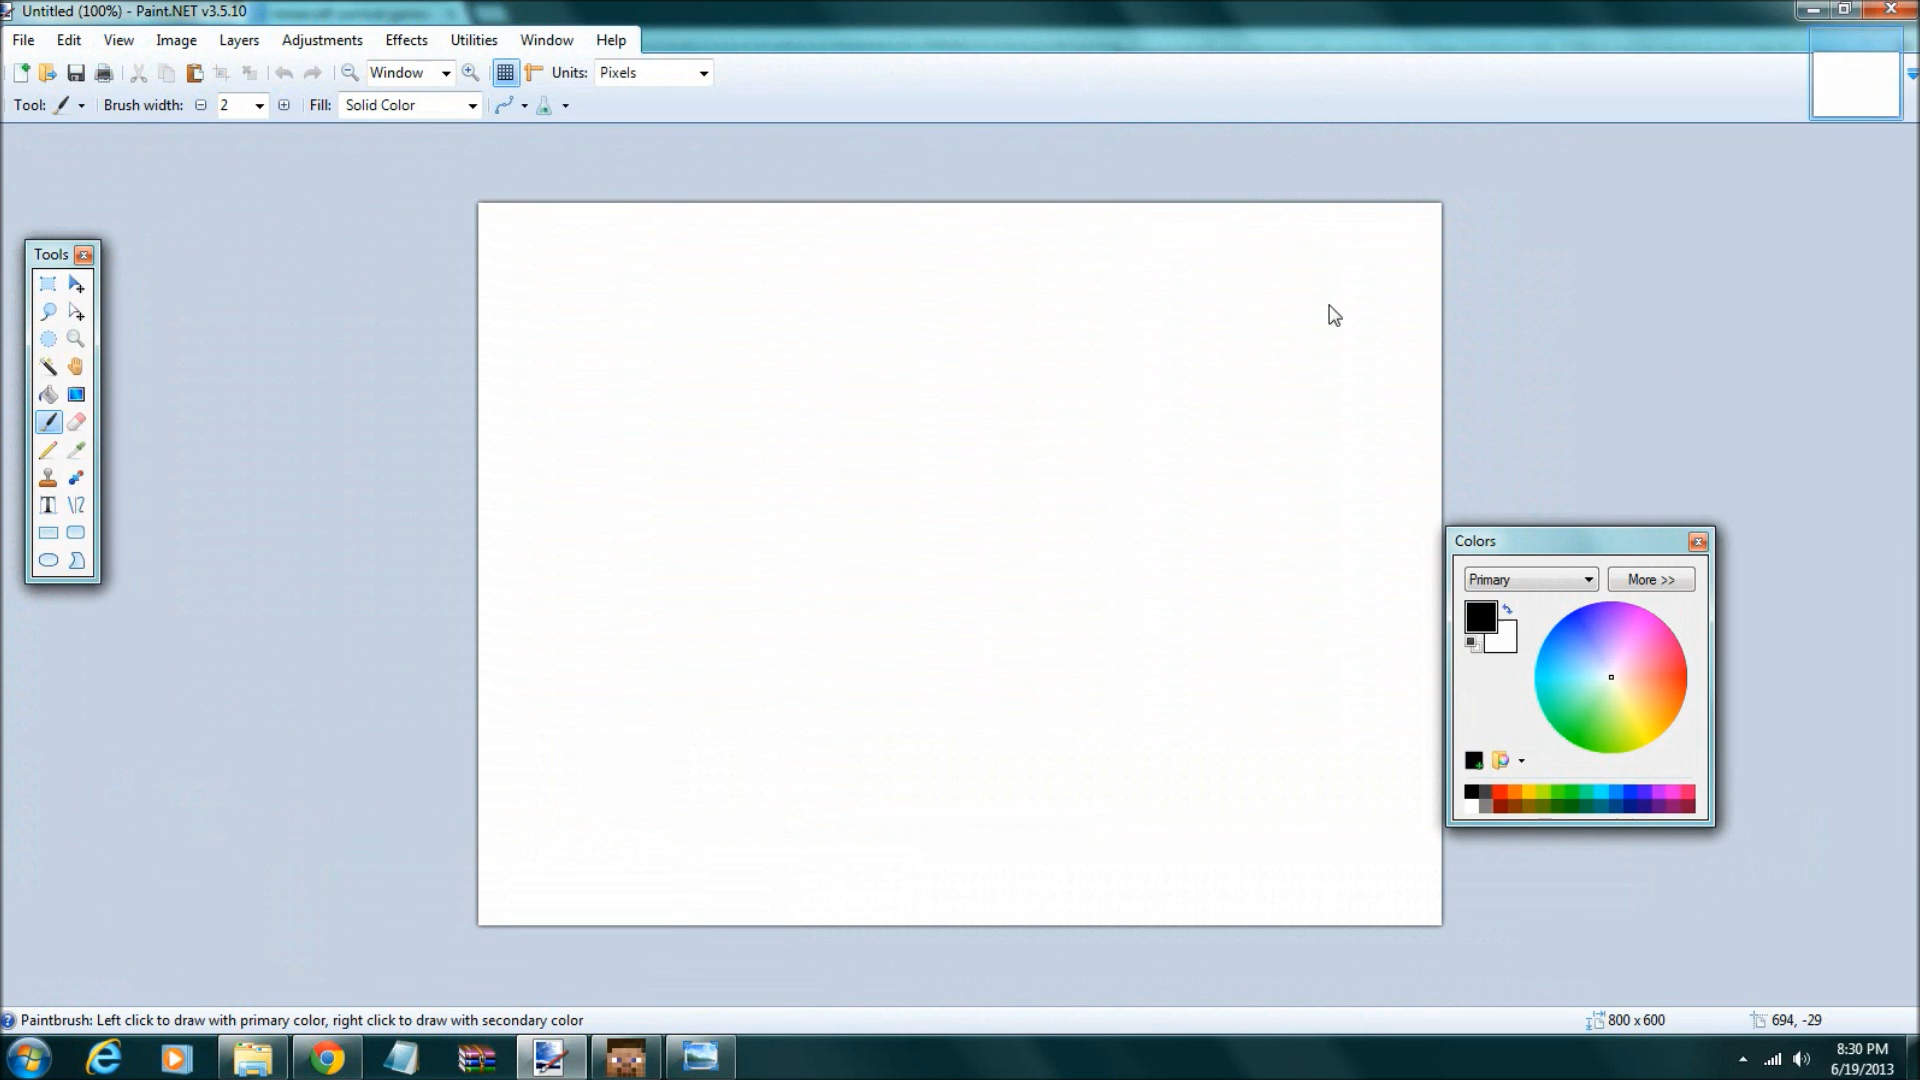 Untitled (100%) - Paint.NET v3.5.10
File Edit View Image Layers Adjustments Effects Utilities Window Help
Window Units: Pixels
Tool: Brush width: 2 Fill: Solid Color
Tools
Colors
Primary More >>
Paintbrush: Left click to draw with primary color, right click to draw with secondary color 800 x 600 694, -29
8:30 PM
6/19/2013